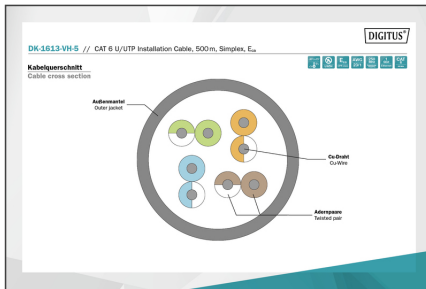 DIGITUS®
DK-1613-VH-5 // CAT 6 U/UTP Installation Cable, 500 m, Simplex, Eca
Kabelquerschnitt
Cable cross section
Außenmantel
Outer jacket
Cu-Draht
Cu-Wire
Adernpaare
Twisted pair